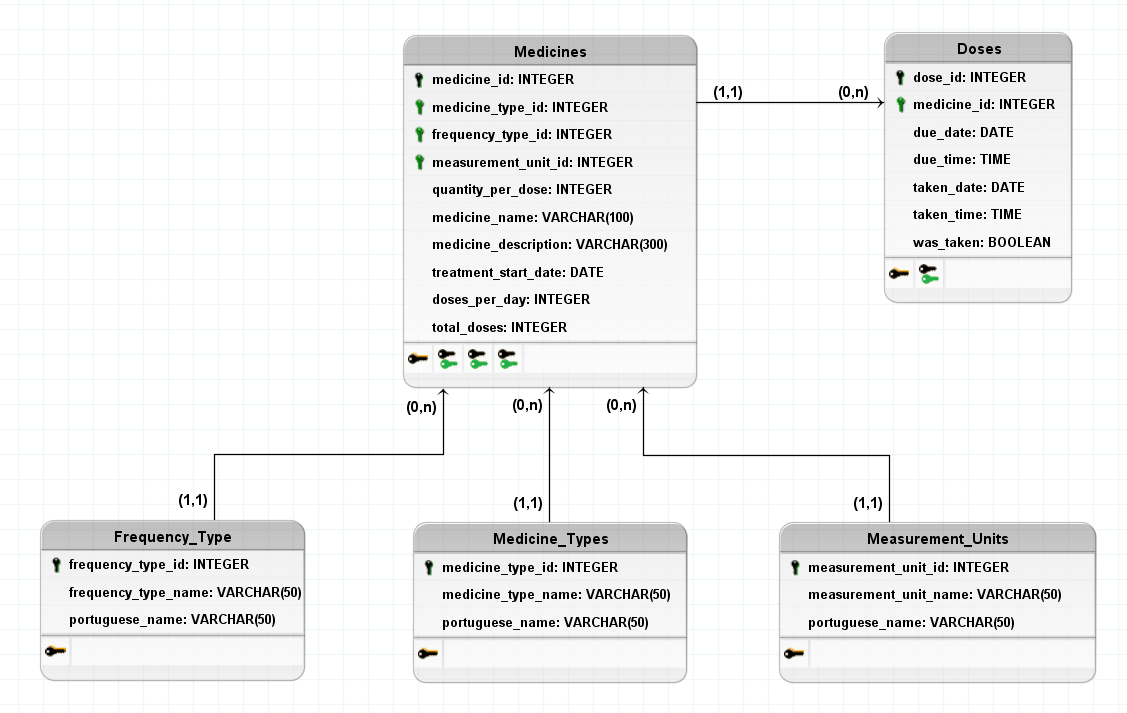 Medicines
medicine_id: INTEGER
medicine_type_id: INTEGER
frequency_type_id: INTEGER
measurement_unit_id: INTEGER
quantity_per_dose: INTEGER
medicine_name: VARCHAR(100)
medicine_description: VARCHAR(300)
treatment_start_date: DATE
doses_per_day: INTEGER
total_doses: INTEGER
(1,1)
(0,n)
Doses
dose_id: INTEGER
medicine_id: INTEGER
due_date: DATE
due_time: TIME
taken_date: DATE
taken_time: TIME
was_taken: BOOLEAN
(0,n)
(0,n)
(0,n)
(1,1)
(1,1)
(1,1)
Frequency_Type
frequency_type_id: INTEGER
frequency_type_name: VARCHAR(50)
portuguese_name: VARCHAR(50)
Medicine_Types
medicine_type_id: INTEGER
medicine_type_name: VARCHAR(50)
portuguese_name: VARCHAR(50)
Measurement_Units
measurement_unit_id: INTEGER
measurement_unit_name: VARCHAR(50)
portuguese_name: VARCHAR(50)